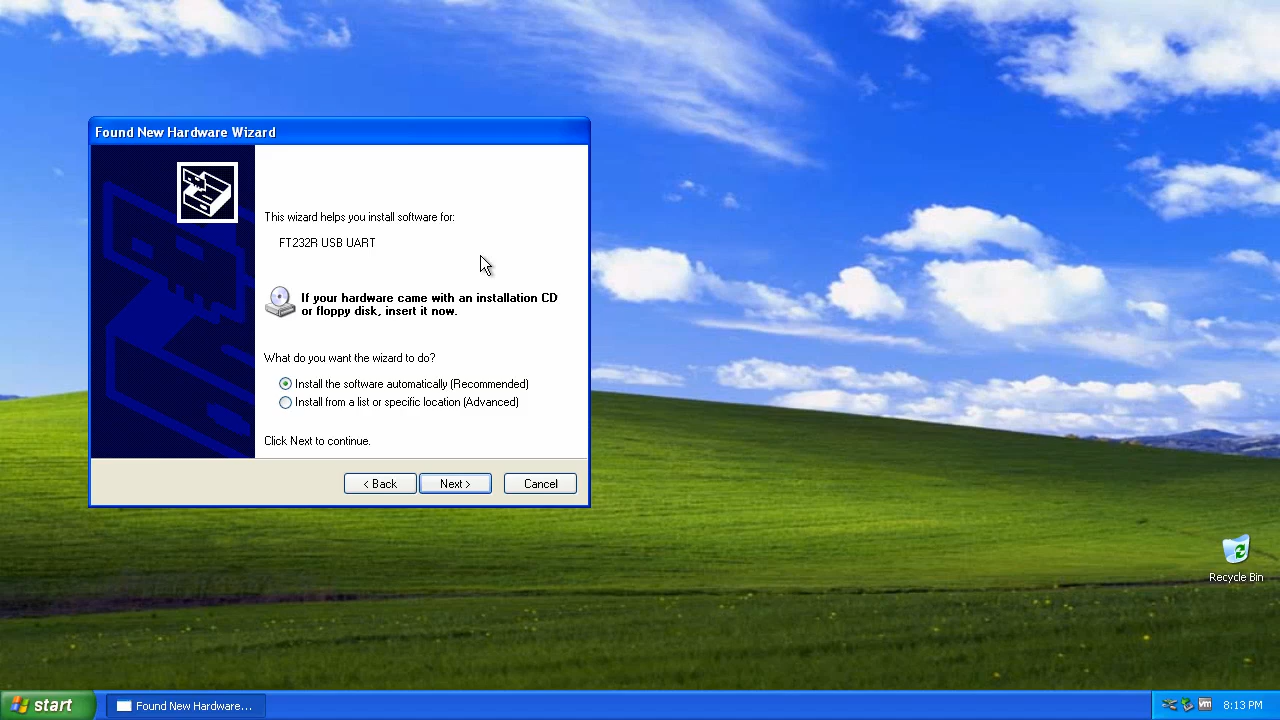 Found New Hardware Wizard
This wizard helps you install software for:
FT232R USB UART
If your hardware came with an installation CD
or floppy disk, insert it now.
What do you want the wizard to do?
Install the software automatically (Recommended)
Install from a list or specific location (Advanced)
Click Next to continue.
< Back
Next >
Cancel
Recycle Bin
start
Found New Hardware...
vm
8:13 PM